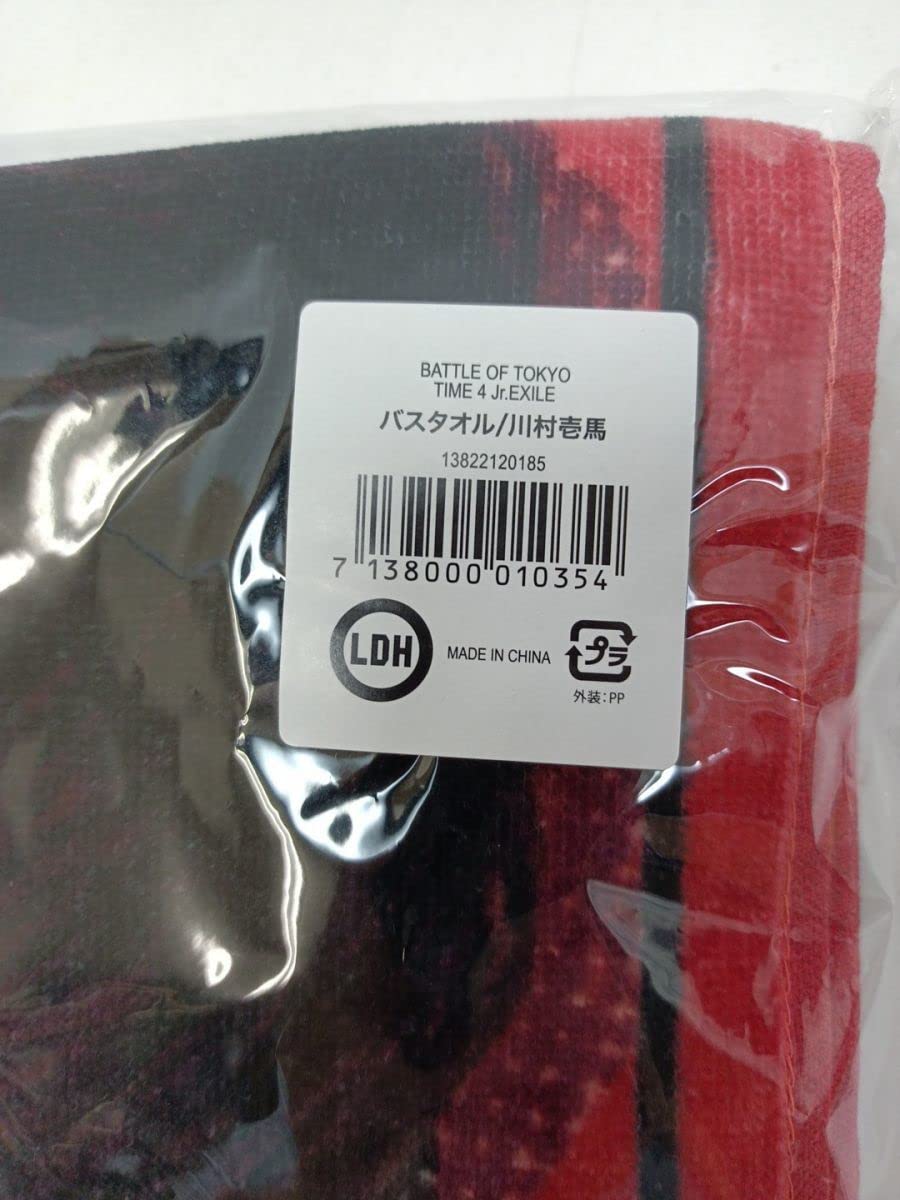 BATTLE OF TOKYO
TIME 4 Jr.EXILE
バスタオル/川村壱馬
13822120185
7 138000 010354
LDH
MADE IN CHINA
プラ
外装:PP